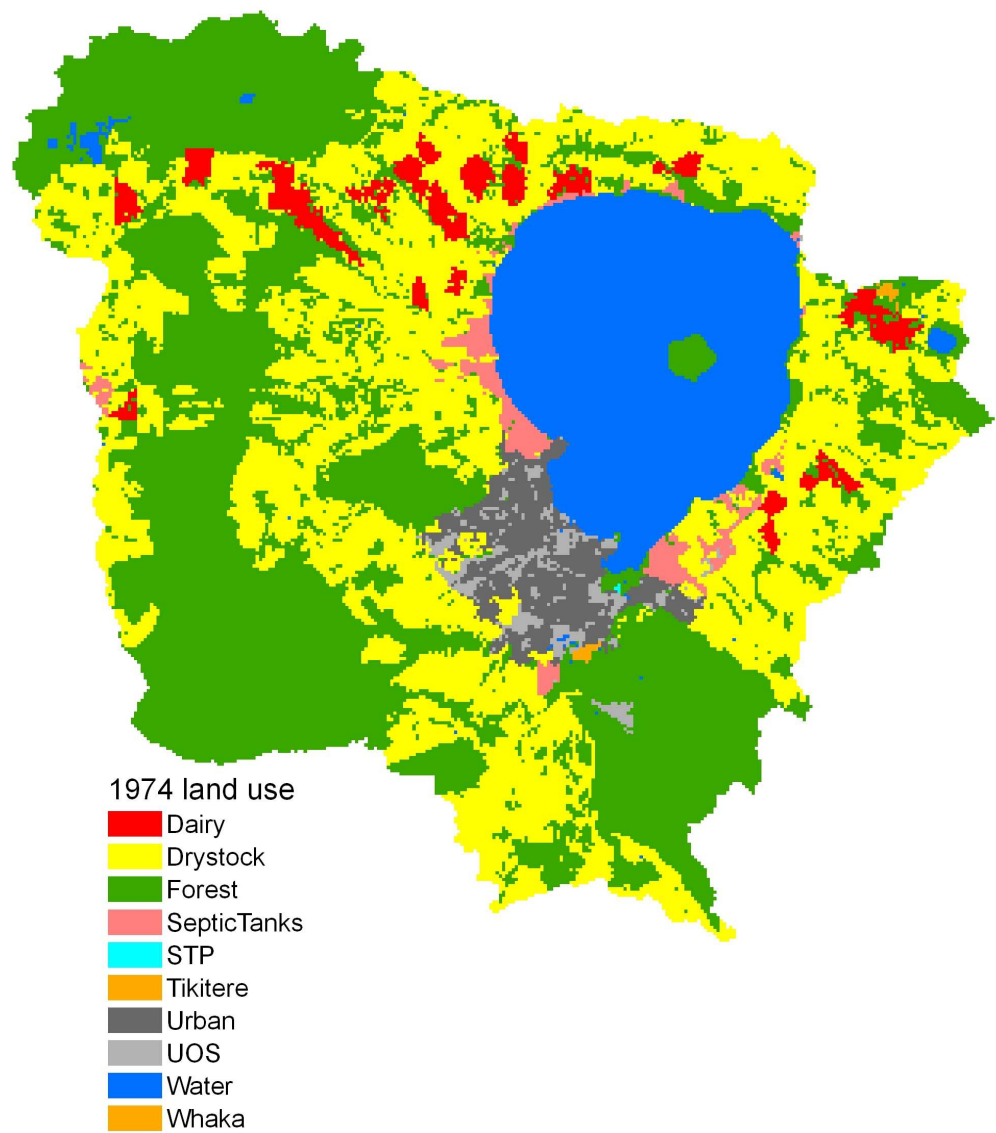 1974 land use
Dairy
Drystock
Forest
SepticTanks
STP
Tikitere
Urban
UOS
Water
Whaka